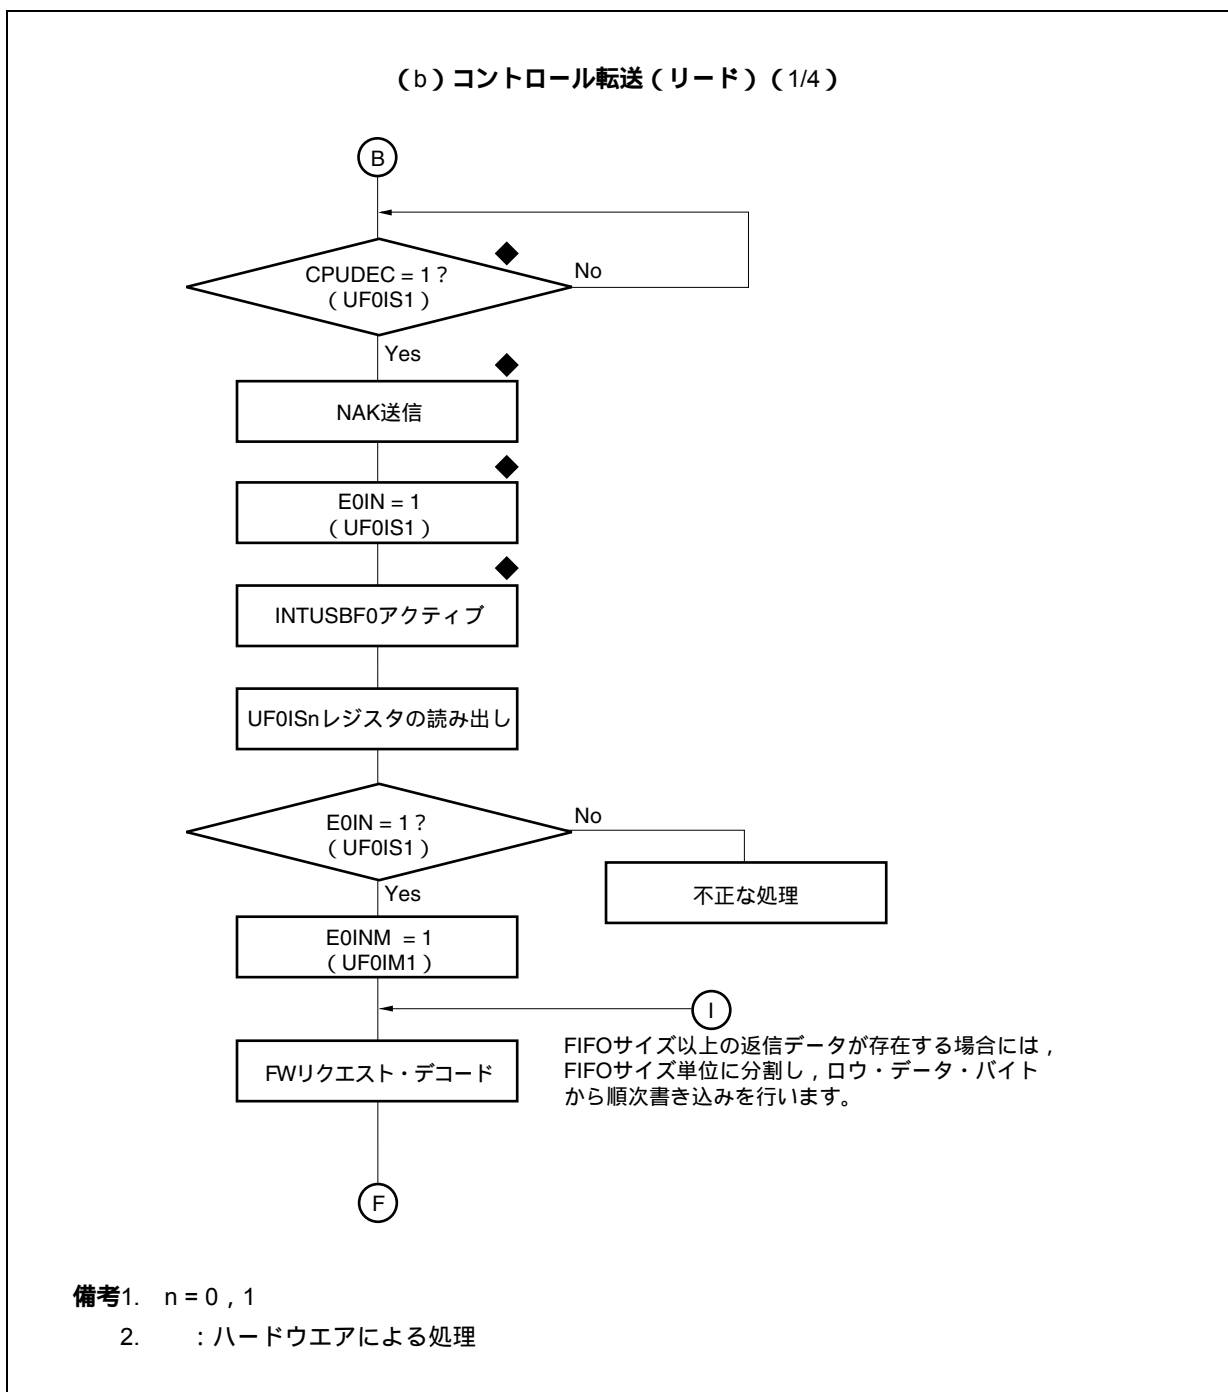 （b）コントロール転送（リード）（1/4）
B
CPUDEC = 1？
（UF0IS1）
No
Yes
NAK送信
E0IN = 1
（UF0IS1）
INTUSBF0アクティブ
UF0ISnレジスタの読み出し
E0IN = 1？
（UF0IS1）
No
不正な処理
Yes
E0INM = 1
（UF0IM1）
I
FIFOサイズ以上の返信データが存在する場合には，
FIFOサイズ単位に分割し，ロウ・データ・バイト
から順次書き込みを行います。
FWリクエスト・デコード
F
備考1. n = 0，1
2. ：ハードウエアによる処理